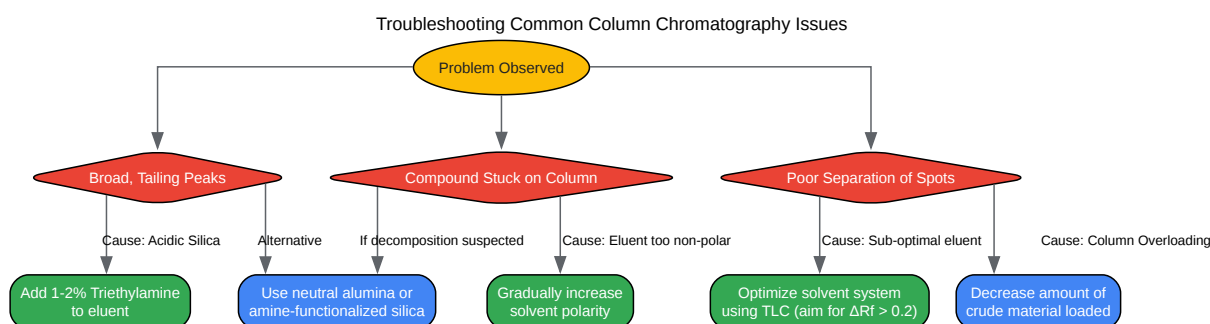 Troubleshooting Common Column Chromatography Issues
Problem Observed
Broad, Tailing Peaks
Compound Stuck on Column
Poor Separation of Spots
Cause: Acidic Silica
Alternative
If decomposition suspected
Cause: Eluent too non-polar
Cause: Sub-optimal eluent
Cause: Column Overloading
Add 1-2% Triethylamine
to eluent
Use neutral alumina or
amine-functionalized silica
Gradually increase
solvent polarity
Optimize solvent system
using TLC (aim for ΔRf > 0.2)
Decrease amount of
crude material loaded